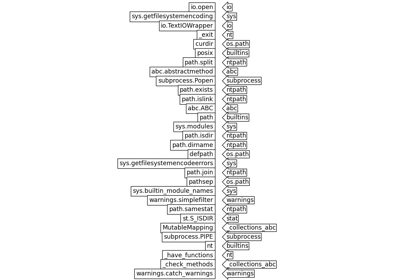 io.open io
sys.getfilesystemencoding sys
io.TextIOWrapper io
_exit nt
curdir os.path
posix builtins
path.split ntpath
abc.abstractmethod abc
subprocess.Popen subprocess
path.exists ntpath
path.islink ntpath
abc.ABC abc
path builtins
sys.modules sys
path.isdir ntpath
path.dirname ntpath
defpath os.path
sys.getfilesystemencodeerrors sys
path.join ntpath
pathsep os.path
sys.builtin_module_names sys
warnings.simplefilter warnings
path.samestat ntpath
st.S_ISDIR stat
MutableMapping _collections_abc
subprocess.PIPE subprocess
nt builtins
_have_functions nt
_check_methods _collections_abc
warnings.catch_warnings warnings